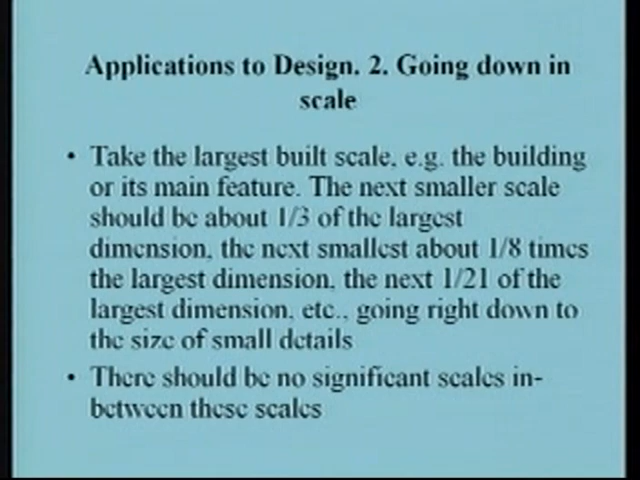 Applications to Design. 2. Going down in
scale
• Take the largest built scale, e.g. the building
or its main feature. The next smaller scale
should be about 1/3 of the largest
dimension, the next smallest about 1/8 times
the largest dimension, the next 1/21 of the
largest dimension, etc., going right down to
the size of small details
• There should be no significant scales in-
between these scales